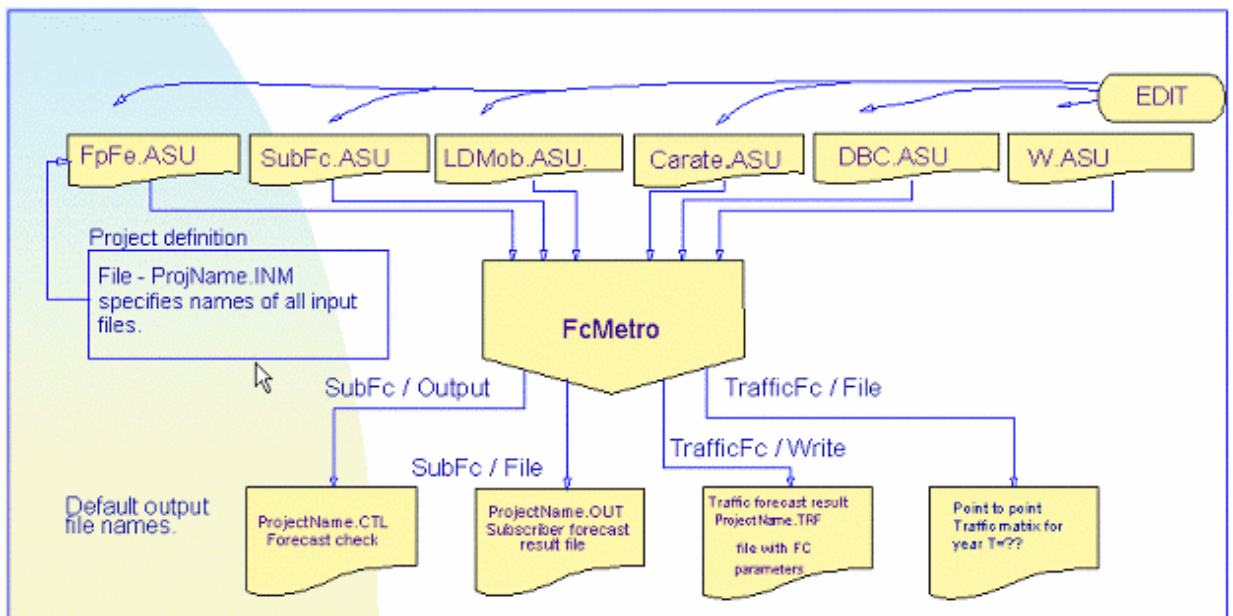 EDIT
FpFe.ASU
SubFc.ASU
LDMob.ASU.
Carate.ASU
DBC.ASU
W.ASU
Project definition
File - ProjName.INM
specifies names of all input
files.
FcMetro
SubFc / Output
TrafficFc / File
SubFc / File
TrafficFc / Write
Default output
file names.
ProjectName.CTL
Forecast check
ProjectName.OUT
Subscriber forecast
result file
Traffic forecast result
ProjectName.TRF
file with FC
parameters
Point to point
Traffic matrix for
year T=??